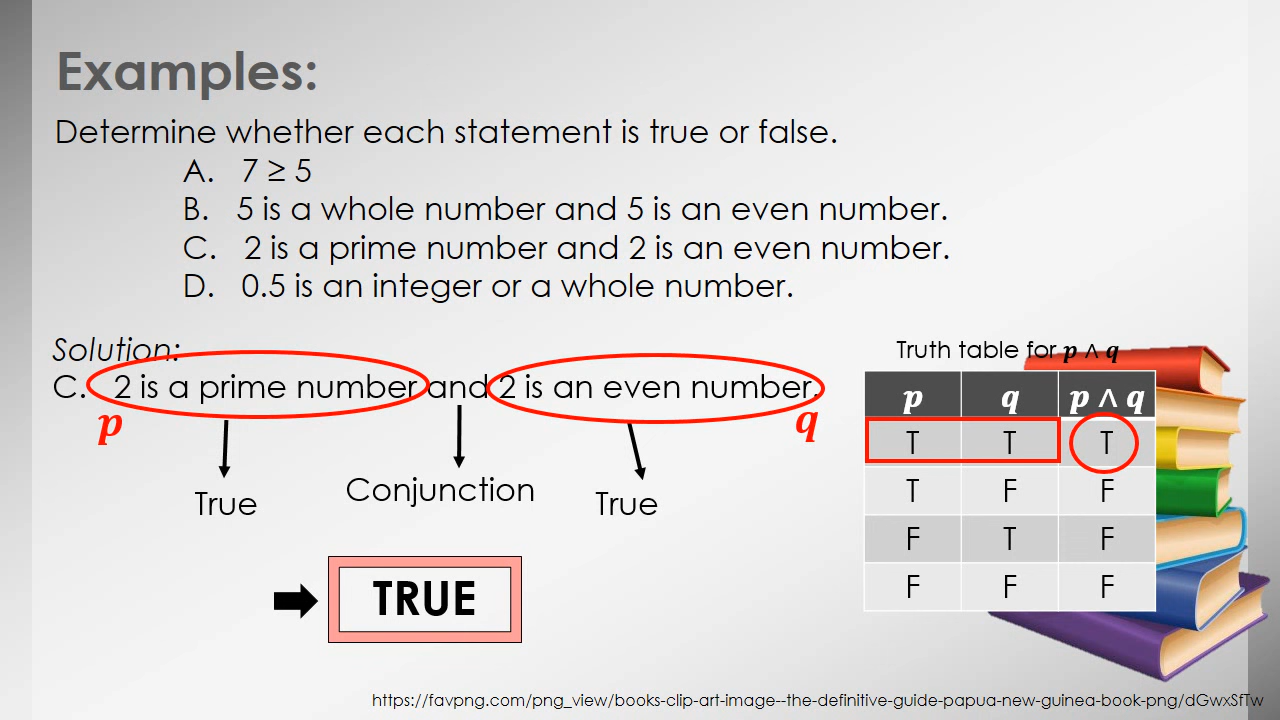 Examples:
Determine whether each statement is true or false.
A. 7 ≥ 5
B. 5 is a whole number and 5 is an even number.
C. 2 is a prime number and 2 is an even number.
D. 0.5 is an integer or a whole number.
Solution:
C. 2 is a prime number and 2 is an even number.
p q
True Conjunction True
TRUE
Truth table for p ∧ q
p q p ∧ q
T T T
T F F
F T F
F F F
https://favpng.com/png_view/books-clip-art-image--the-definitive-guide-papua-new-guinea-book-png/dGwxSfTw